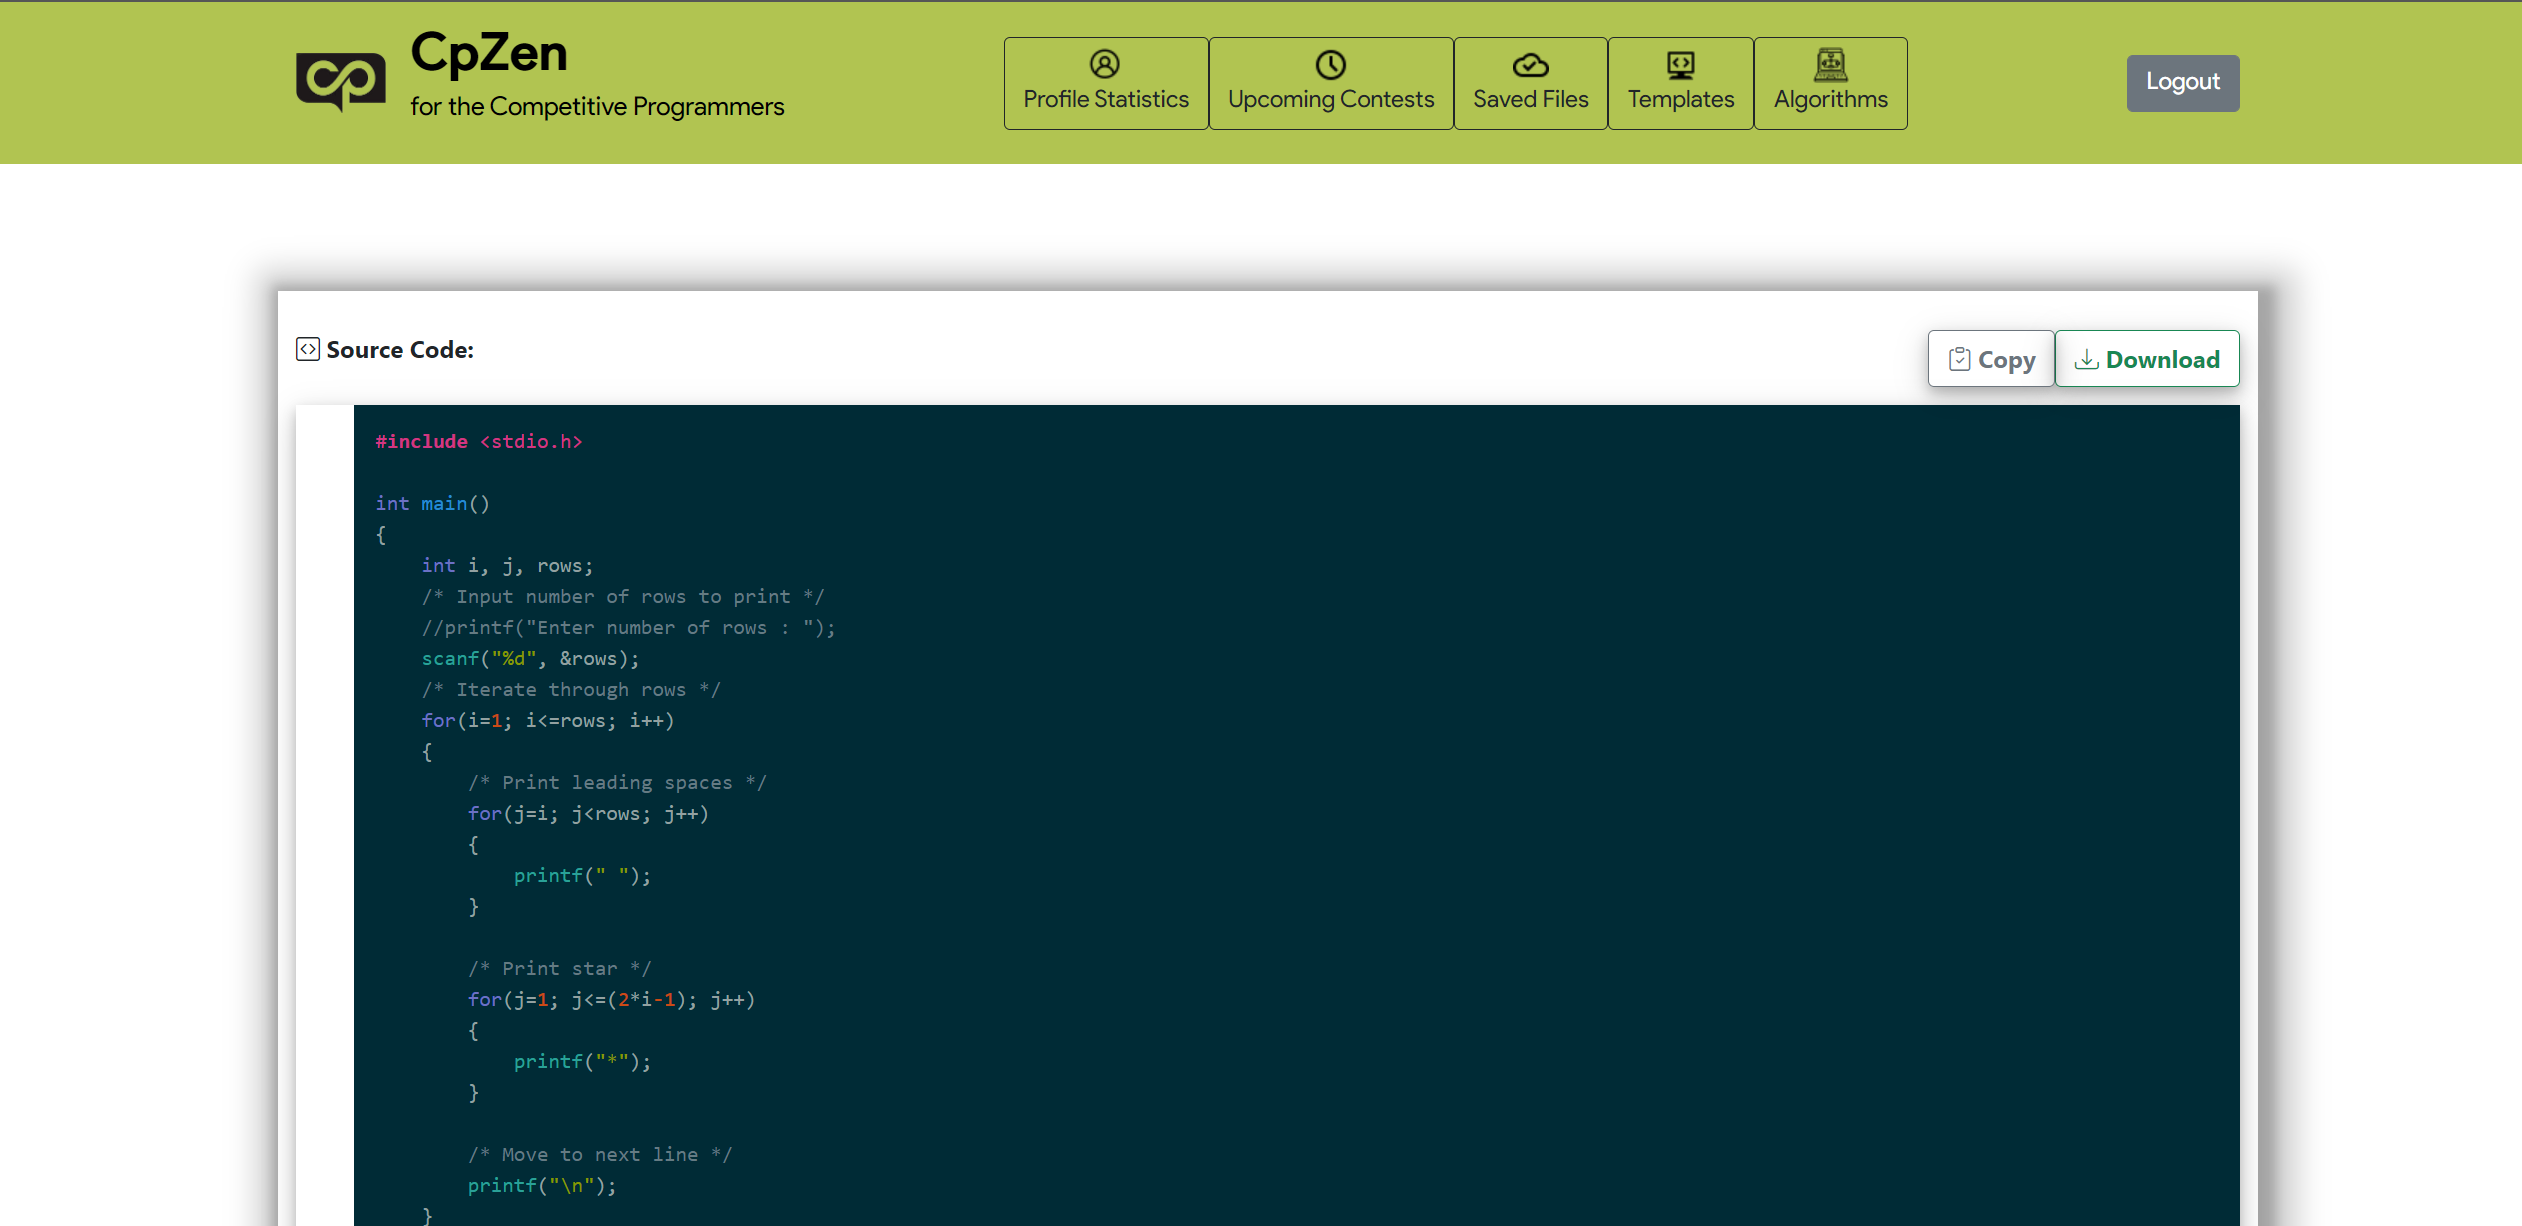 CpZen
for the Competitive Programmers
Profile Statistics
Upcoming Contests
Saved Files
Templates
Algorithms
Logout
Source Code:
Copy
Download
#include <stdio.h>
int main()
{
    int i, j, rows;
    /* Input number of rows to print */
    //printf("Enter number of rows : ");
    scanf("%d", &rows);
    /* Iterate through rows */
    for(i=1; i<=rows; i++)
    {
        /* Print leading spaces */
        for(j=i; j<rows; j++)
        {
            printf(" ");
        }
        /* Print star */
        for(j=1; j<=(2*i-1); j++)
        {
            printf("*");
        }
        /* Move to next line */
        printf("\n");
    }